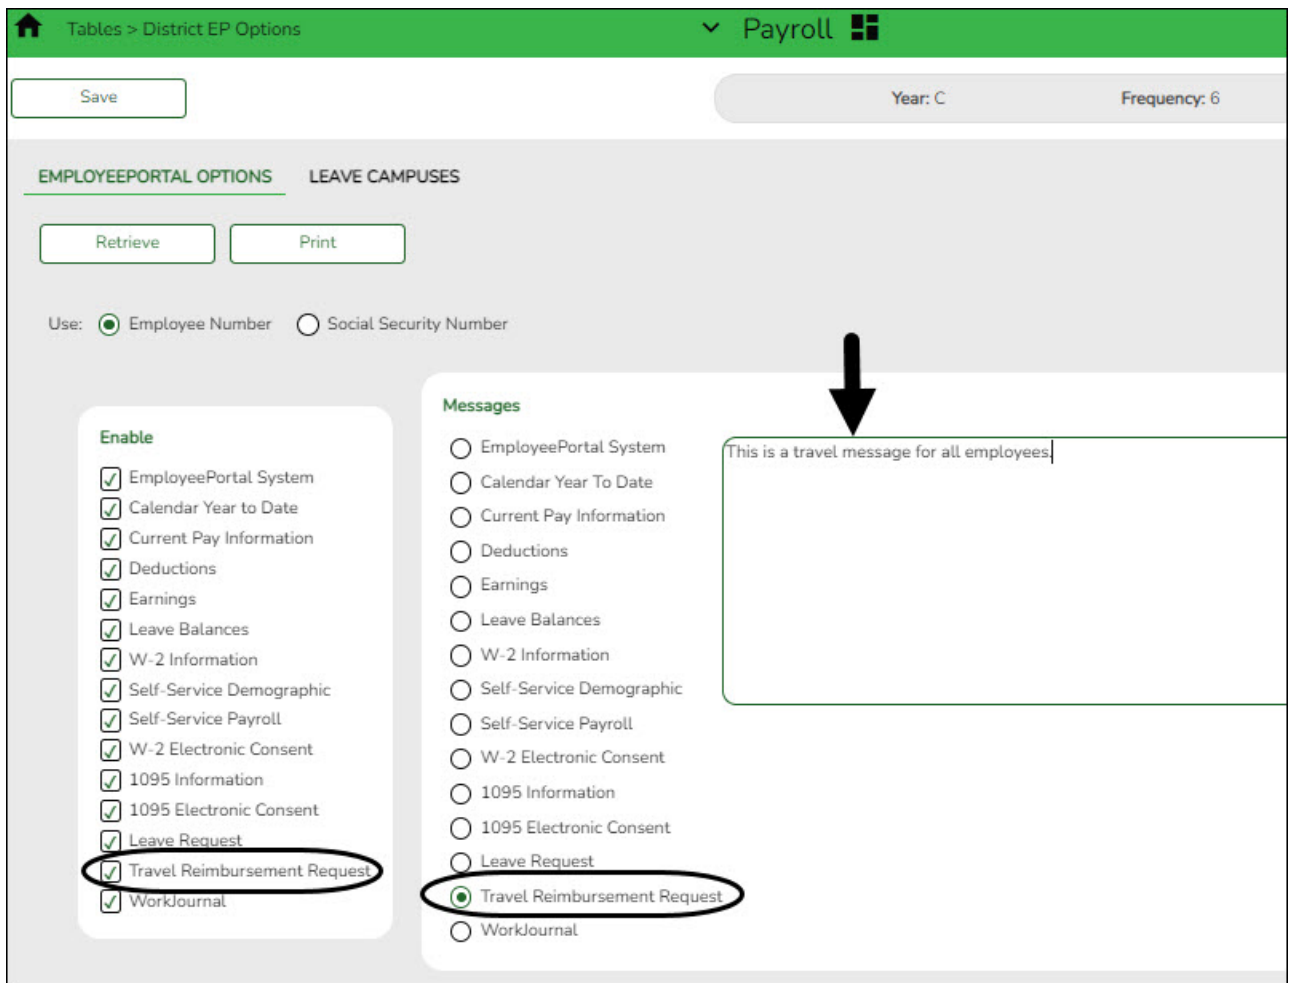 Tables > District EP Options
Payroll
Save
Year: C
Frequency: 6
EMPLOYEEPORTAL OPTIONS
LEAVE CAMPUSES
Retrieve
Print
Use:
Employee Number
Social Security Number
Enable
EmployeePortal System
Calendar Year to Date
Current Pay Information
Deductions
Earnings
Leave Balances
W-2 Information
Self-Service Demographic
Self-Service Payroll
W-2 Electronic Consent
1095 Information
1095 Electronic Consent
Leave Request
Travel Reimbursement Request
WorkJournal
Messages
EmployeePortal System
Calendar Year To Date
Current Pay Information
Deductions
Earnings
Leave Balances
W-2 Information
Self-Service Demographic
Self-Service Payroll
W-2 Electronic Consent
1095 Information
1095 Electronic Consent
Leave Request
Travel Reimbursement Request
WorkJournal
This is a travel message for all employees.